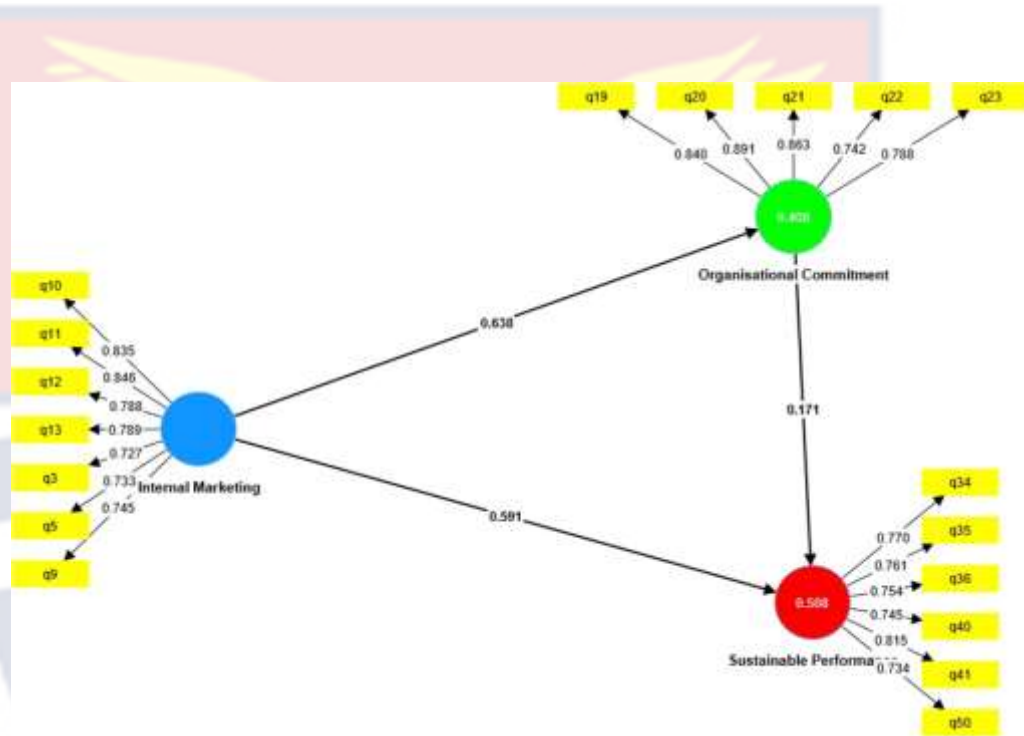 q19 q20 q21 q22 q23
0.840 0.891 0.863 0.742 0.788
0.408
Organisational Commitment
0.638
0.171
0.591
q10
q11
q12
q13
q3
q5
q9
0.835
0.846
0.788
0.789
0.727
0.733
0.745
Internal Marketing
0.508
Sustainable Performa...
0.770
0.761
0.754
0.745
0.815
0.734
q34
q35
q36
q40
q41
q50